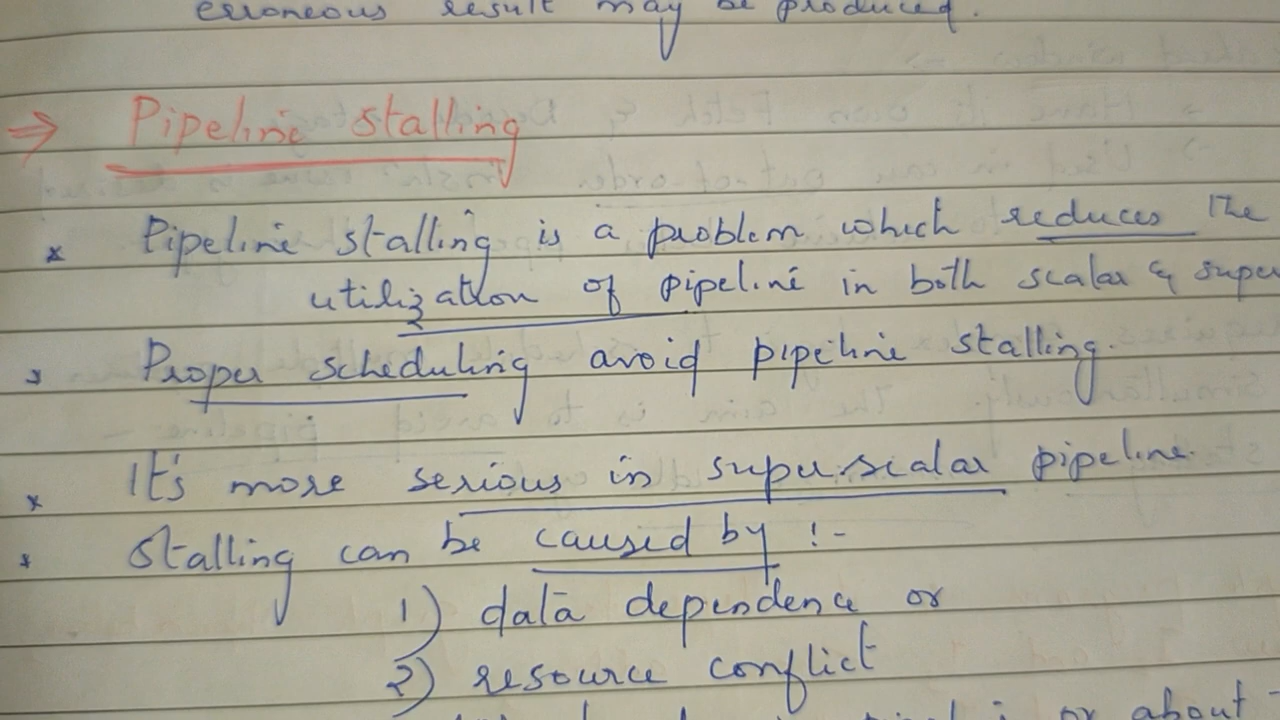 erroneous result may be produced.
⇒ Pipeline stalling
* Pipeline stalling is a problem which reduces the
utilization of pipeline in both scalar & super
* Proper scheduling avoid pipeline stalling.
* It's more serious in superscalar pipeline.
* Stalling can be caused by :-
1) data dependence or
2) resource conflict
or about